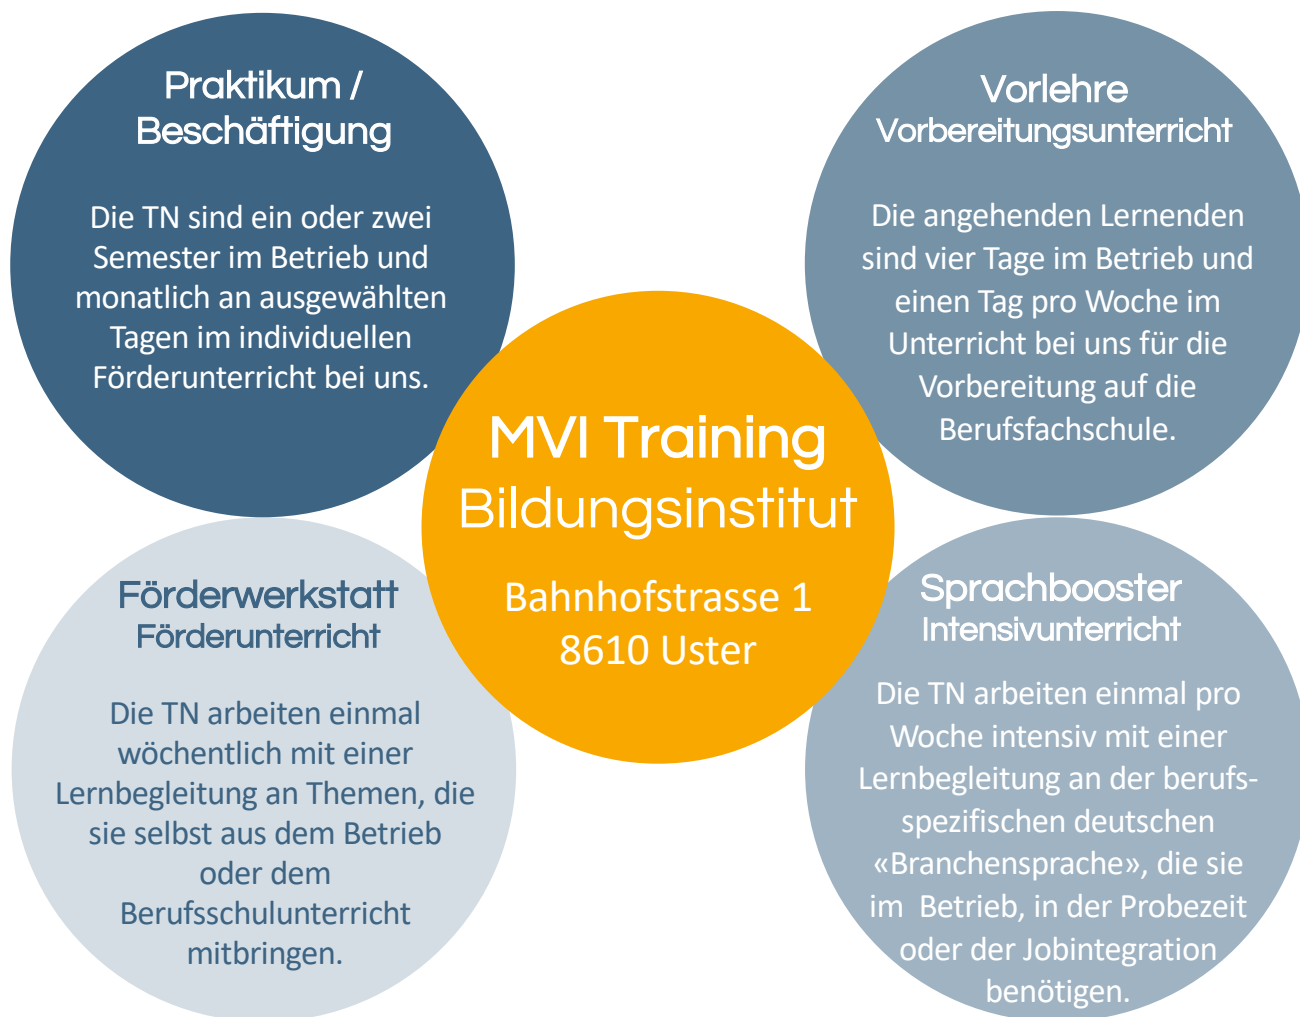 Praktikum /
Beschäftigung
Die TN sind ein oder zwei
Semester im Betrieb und
monatlich an ausgewählten
Tagen im individuellen
Förderunterricht bei uns.
Vorlehre
Vorbereitungsunterricht
Die angehenden Lernenden
sind vier Tage im Betrieb und
einen Tag pro Woche im
Unterricht bei uns für die
Vorbereitung auf die
Berufsfachschule.
MVI Training
Bildungsinstitut
Bahnhofstrasse 1
8610 Uster
Förderwerkstatt
Förderunterricht
Die TN arbeiten einmal
wöchentlich mit einer
Lernbegleitung an Themen, die
sie selbst aus dem Betrieb
oder dem
Berufsschulunterricht
mitbringen.
Sprachbooster
Intensivunterricht
Die TN arbeiten einmal pro
Woche intensiv mit einer
Lernbegleitung an der berufs-
spezifischen deutschen
«Branchensprache», die sie
im  Betrieb, in der Probezeit
oder der Jobintegration
benötigen.